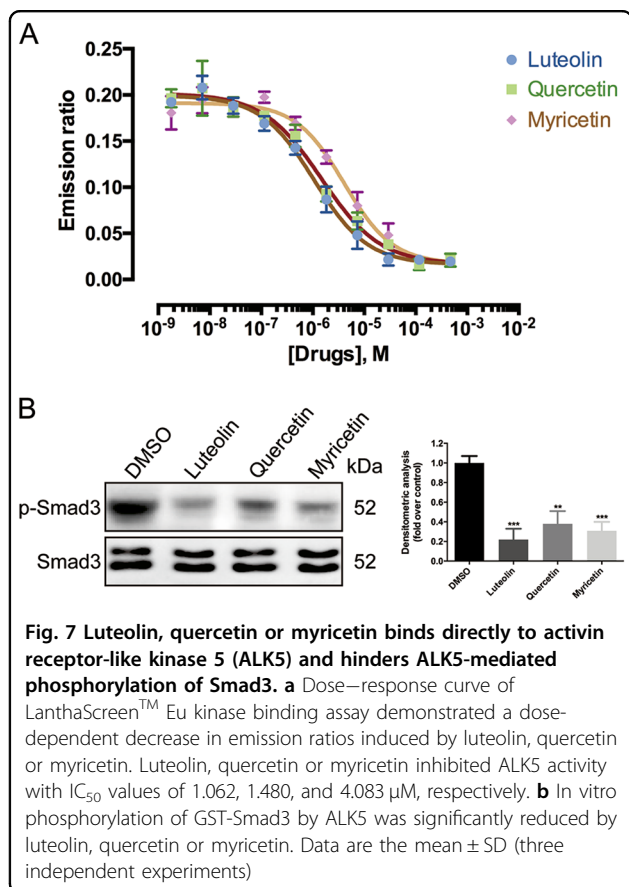 A
Emission ratio
0.25
0.20
0.15
0.10
0.05
0.00
Luteolin
Quercetin
Myricetin
10-9 10-8 10-7 10-6 10-5 10-4 10-3 10-2
[Drugs], M
B
DMSO Luteolin Quercetin Myricetin kDa
p-Smad3 52
Smad3 52
Densitometric analysis
(fold over control)
1.2
1.0
0.8
0.6
0.4
0.2
0.0
*** ** ***
DMSO Luteolin Quercetin Myricetin
Fig. 7 Luteolin, quercetin or myricetin binds directly to activin
receptor-like kinase 5 (ALK5) and hinders ALK5-mediated
phosphorylation of Smad3. a Dose−response curve of
LanthaScreen™ Eu kinase binding assay demonstrated a dose-
dependent decrease in emission ratios induced by luteolin, quercetin
or myricetin. Luteolin, quercetin or myricetin inhibited ALK5 activity
with IC50 values of 1.062, 1.480, and 4.083 μM, respectively. b In vitro
phosphorylation of GST-Smad3 by ALK5 was significantly reduced by
luteolin, quercetin or myricetin. Data are the mean ± SD (three
independent experiments)